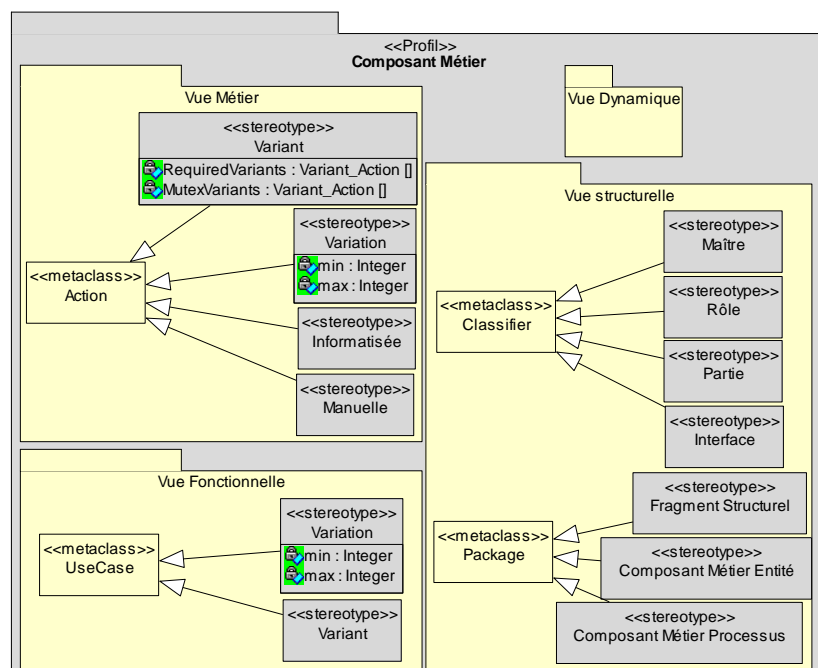 <<Profil>>
Composant Métier
Vue Métier
<<stereotype>>
Variant
RequiredVariants : Variant_Action []
MutexVariants : Variant_Action []
<<stereotype>>
Variation
min : Integer
max : Integer
<<metaclass>>
Action
<<stereotype>>
Informatisée
<<stereotype>>
Manuelle
Vue Dynamique
Vue structurelle
<<stereotype>>
Maître
<<stereotype>>
Rôle
<<metaclass>>
Classifier
<<stereotype>>
Partie
<<stereotype>>
Interface
<<stereotype>>
Fragment Structurel
<<metaclass>>
Package
<<stereotype>>
Composant Métier Entité
<<stereotype>>
Composant Métier Processus
Vue Fonctionnelle
<<stereotype>>
Variation
min : Integer
max : Integer
<<metaclass>>
UseCase
<<stereotype>>
Variant